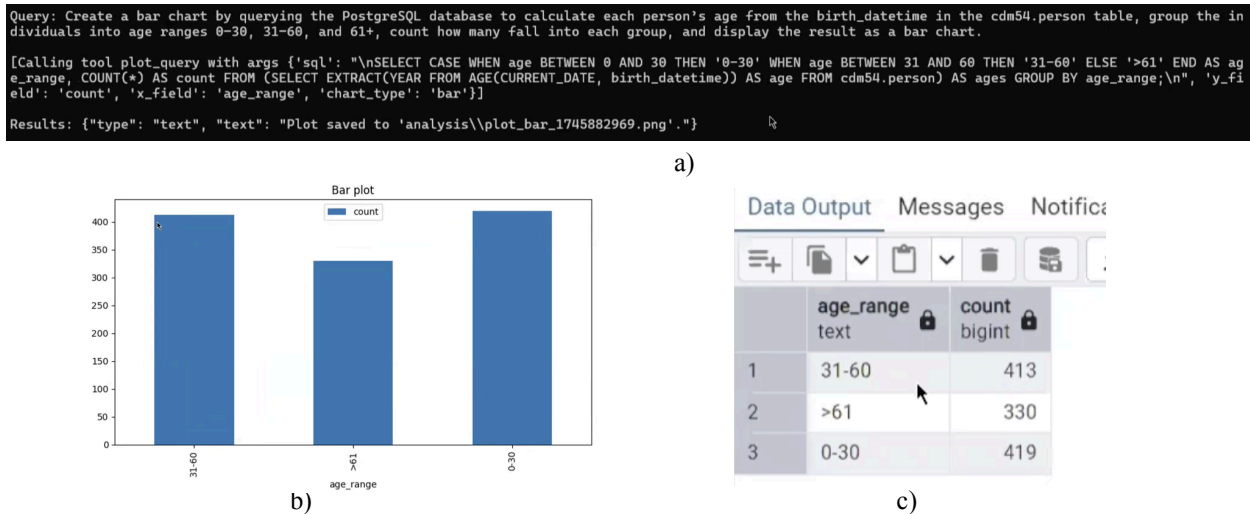 Query: Create a bar chart by querying the PostgreSQL database to calculate each person's age from the birth_datetime in the cdm54.person table, group the in
dividuals into age ranges 0-30, 31-60, and 61+, count how many fall into each group, and display the result as a bar chart.
[Calling tool plot_query with args {'sql': "\nSELECT CASE WHEN age BETWEEN 0 AND 30 THEN '0-30' WHEN age BETWEEN 31 AND 60 THEN '31-60' ELSE '>61' END AS ag
e_range, COUNT(*) AS count FROM (SELECT EXTRACT(YEAR FROM AGE(CURRENT_DATE, birth_datetime)) AS age FROM cdm54.person) AS ages GROUP BY age_range;\n", 'y_fi
eld': 'count', 'x_field': 'age_range', 'chart_type': 'bar'}]
Results: {"type": "text", "text": "Plot saved to 'analysis\\plot_bar_1745882969.png'."}
a)
Bar plot
count
400
350
300
250
200
150
100
50
0
31-60
>61
0-30
age_range
b)
Data Output Messages Notifica
age_range count
text bigint
1 31-60 413
2 >61 330
3 0-30 419
c)